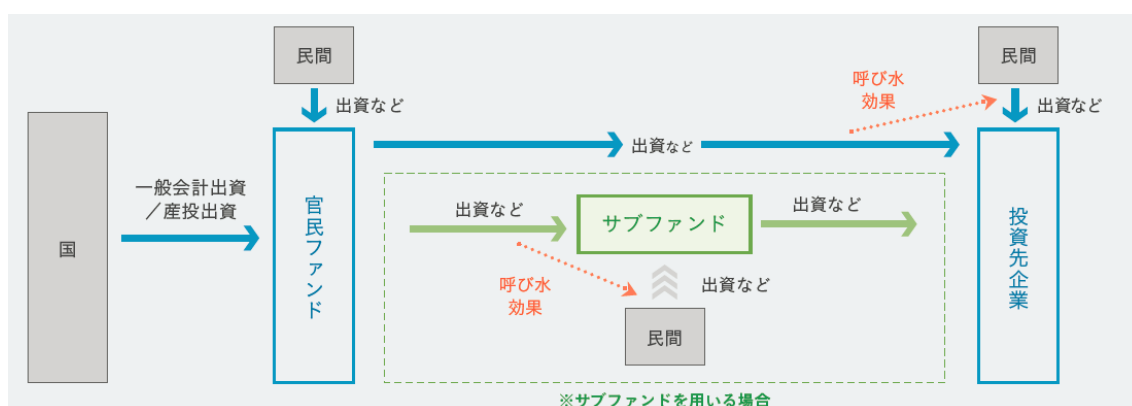 民間
出資など
国
一般会計出資
／産投出資
官民ファンド
出資など
呼び水
効果
民間
出資など
投資先企業
出資など
サブファンド
出資など
呼び水
効果
出資など
民間
※サブファンドを用いる場合